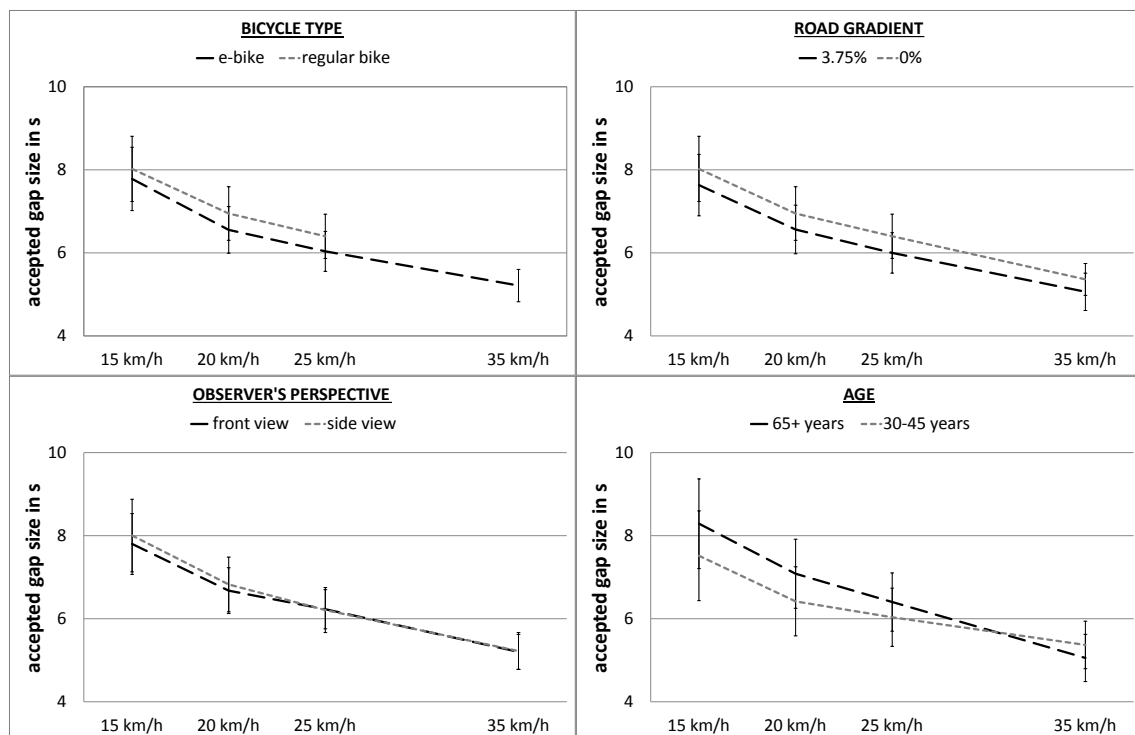 BICYCLE TYPE
e-bike regular bike
accepted gap size in s
10
8
6
4
15 km/h 20 km/h 25 km/h 35 km/h
ROAD GRADIENT
3.75% 0%
accepted gap size in s
10
8
6
4
15 km/h 20 km/h 25 km/h 35 km/h
OBSERVER'S PERSPECTIVE
front view side view
accepted gap size in s
10
8
6
4
15 km/h 20 km/h 25 km/h 35 km/h
AGE
65+ years 30-45 years
accepted gap size in s
10
8
6
4
15 km/h 20 km/h 25 km/h 35 km/h